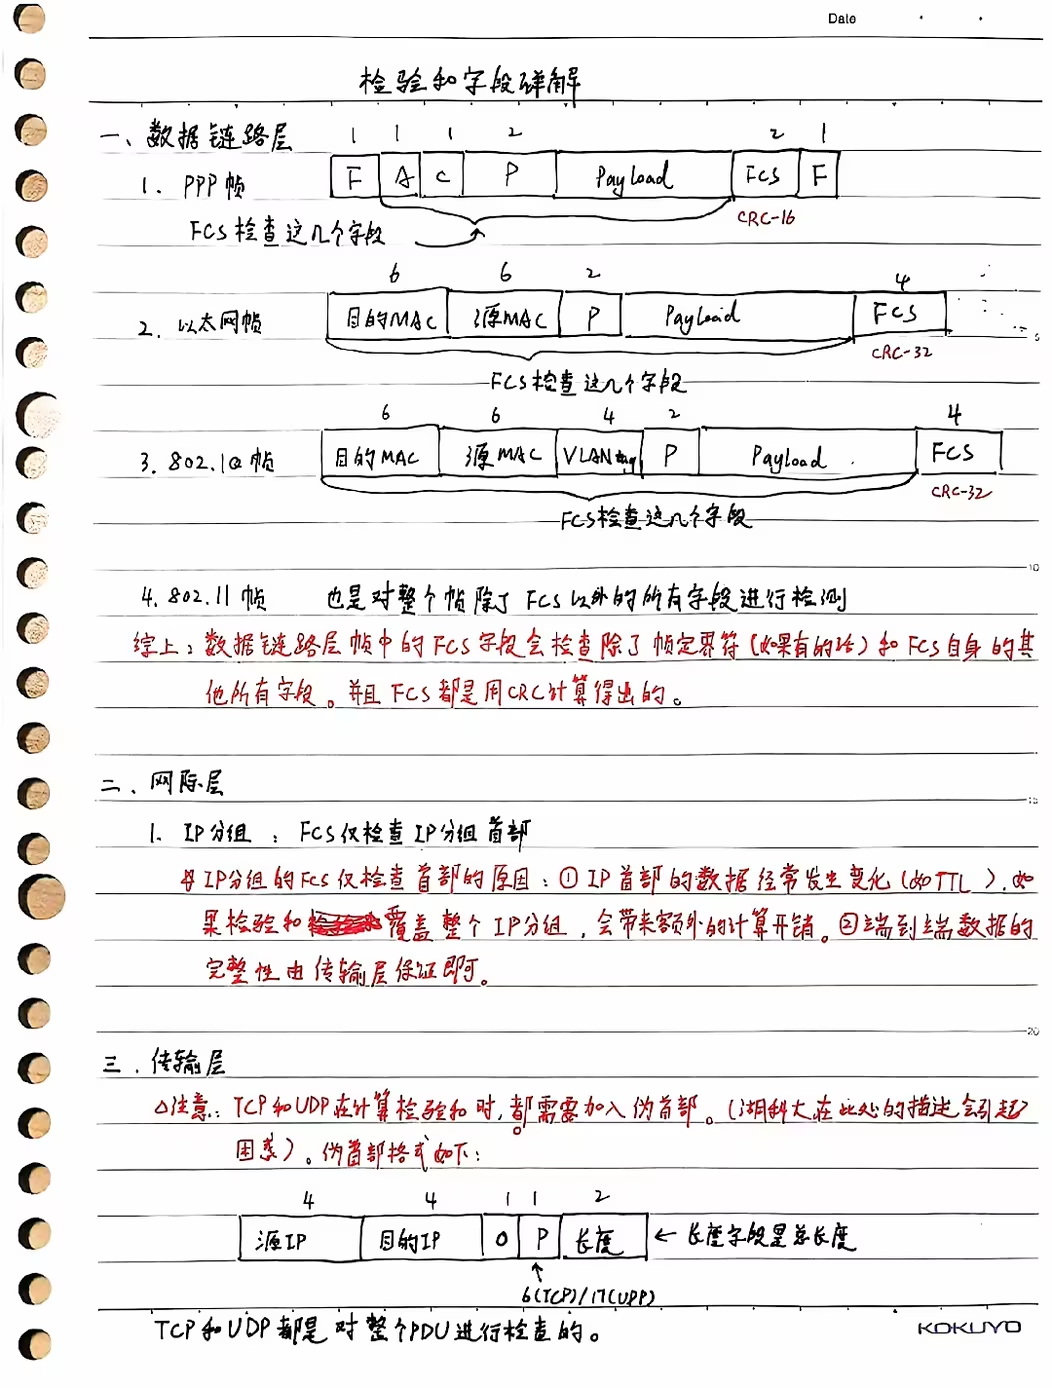 Date
检验和字段详解
一、数据链路层
1 1 1 2 2 1
1. PPP帧 F A C P Payload FCS F
CRC-16
FCS检查这几个字段
6 6 2 4
2. 以太网帧 目的MAC 源MAC P Payload FCS
CRC-32
FCS检查这几个字段
6 6 4 2 4
3. 802.1Q帧 目的MAC 源MAC VLAN tag P Payload FCS
CRC-32
FCS检查这几个字段
10
4. 802.11帧 也是对整个帧除了FCS以外的所有字段进行检测
综上：数据链路层帧中的FCS字段会检查除了帧定界符(如果有的话)和FCS自身的其
他所有字段。并且FCS都是用CRC计算得出的。
二、网际层
1. IP分组：FCS仅检查IP分组首部
IP分组的FCS仅检查首部的原因：①IP首部的数据经常发生变化(如TTL)，如
果检验和覆盖整个IP分组，会带来额外的计算开销。②端到端数据的
完整性由传输层保证即可。
20
三、传输层
△注意：TCP和UDP在计算检验和时，都需要加入伪首部。(湖科大在此处的描述会引起
困惑)。伪首部格式如下：
4 4 1 1 2
源IP 目的IP 0 P 长度 ← 长度字段是总长度
6(TCP)/17(UPP)
TCP和UDP都是对整个PDU进行检查的。
KOKUYO